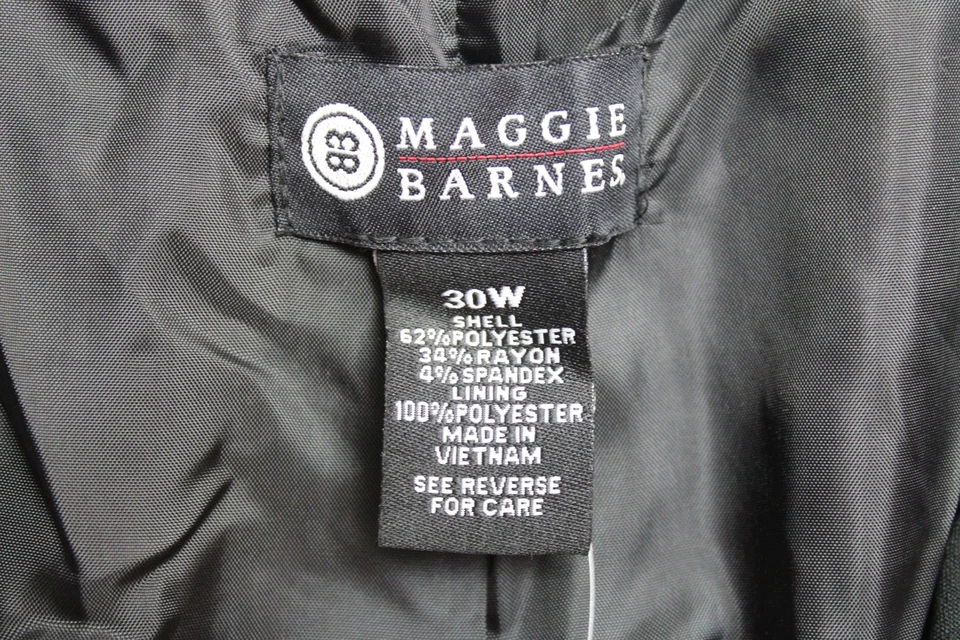 MAGGIE
BARNES
30W
SHELL
62%POLYESTER
34%RAYON
4%SPANDEX
LINING
100%POLYESTER
MADE IN
VIETNAM
SEE REVERSE
FOR CARE